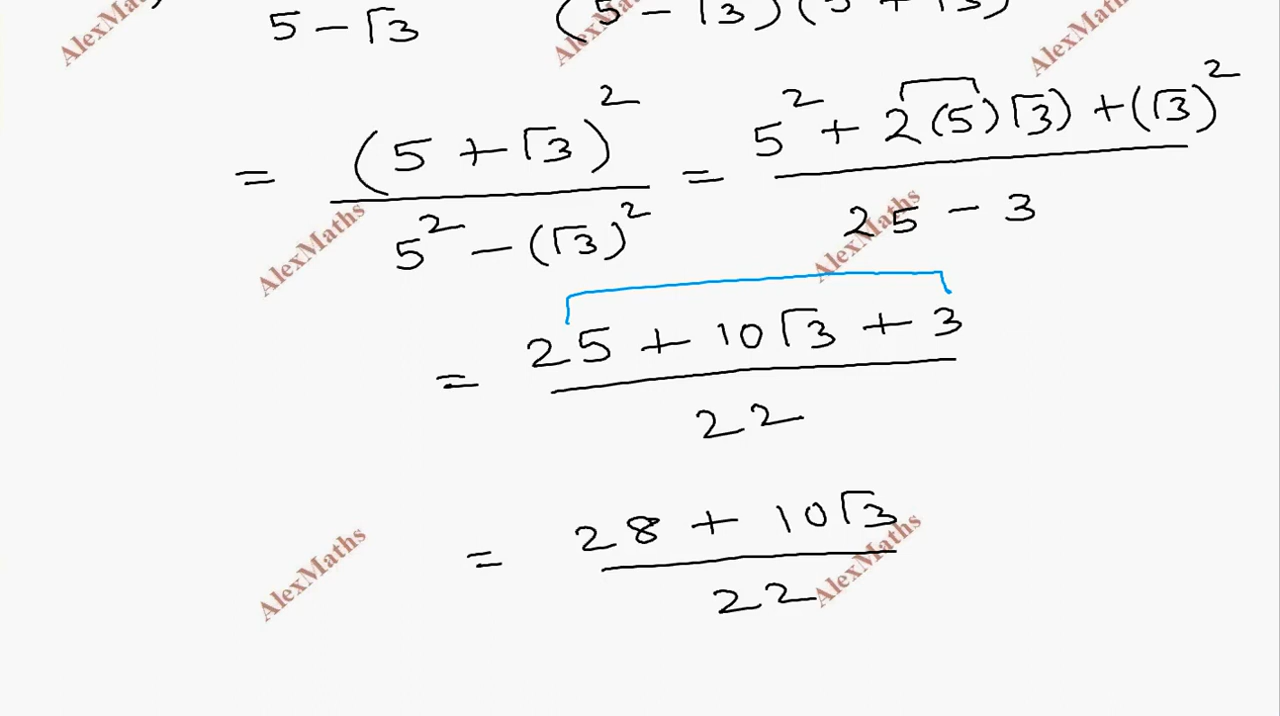 5 - √3    (5 - √3)(5 + √3)
= (5 + √3)² / 5² - (√3)² = 5² + 2(5)√3) + (√3)² / 25 - 3
= 25 + 10√3 + 3 / 22
= 28 + 10√3 / 22
AlexMaths
AlexMaths
AlexMaths
AlexMaths
AlexMaths
AlexMaths
AlexMaths